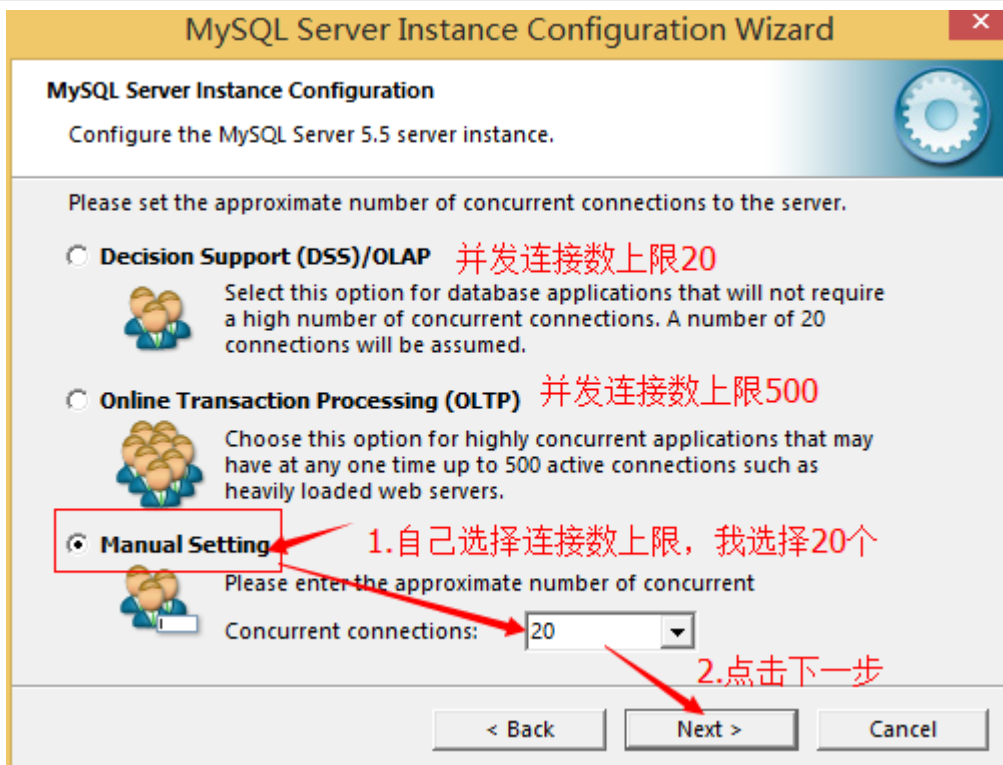 MySQL Server Instance Configuration Wizard
MySQL Server Instance Configuration
Configure the MySQL Server 5.5 server instance.
Please set the approximate number of concurrent connections to the server.
Decision Support (DSS)/OLAP 并发连接数上限20
Select this option for database applications that will not require
a high number of concurrent connections. A number of 20
connections will be assumed.
Online Transaction Processing (OLTP) 并发连接数上限500
Choose this option for highly concurrent applications that may
have at any one time up to 500 active connections such as
heavily loaded web servers.
Manual Setting 1.自己选择连接数上限，我选择20个
Please enter the approximate number of concurrent
Concurrent connections: 20
2.点击下一步
< Back Next > Cancel